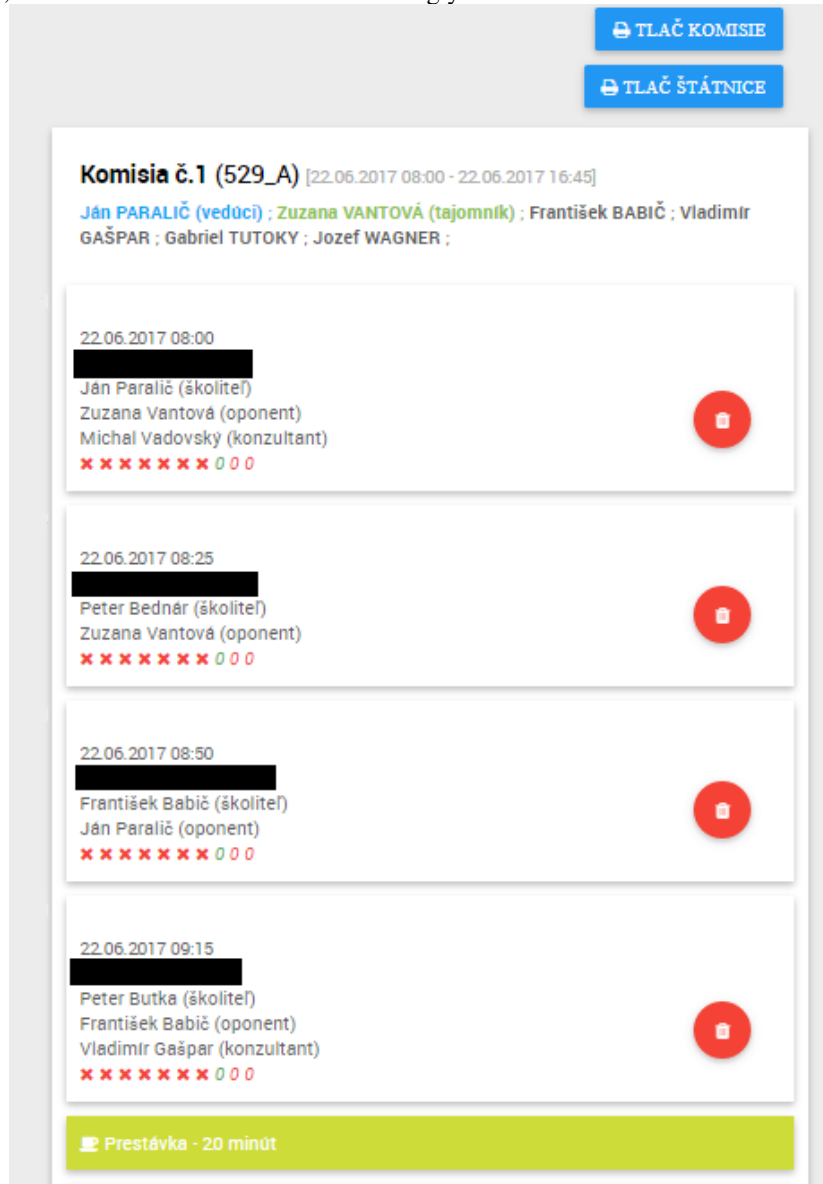 TLAČ KOMISIE
TLAČ ŠTÁTNICE
Komisia č.1 (529_A) [22.06.2017 08:00 - 22.06.2017 16:45]
Ján PARALIČ (vedúci) ; Zuzana VANTOVÁ (tajomník) ; František BABIČ ; Vladimír
GAŠPAR ; Gabriel TUTOKY ; Jozef WAGNER ;
22.06.2017 08:00
Ján Paralič (školiteľ)
Zuzana Vantová (oponent)
Michal Vadovský (konzultant)
0 0 0
22.06.2017 08:25
Peter Bednár (školiteľ)
Zuzana Vantová (oponent)
0 0 0
22.06.2017 08:50
František Babič (školiteľ)
Ján Paralič (oponent)
0 0 0
22.06.2017 09:15
Peter Butka (školiteľ)
František Babič (oponent)
Vladimír Gašpar (konzultant)
0 0 0
Prestávka - 20 minút